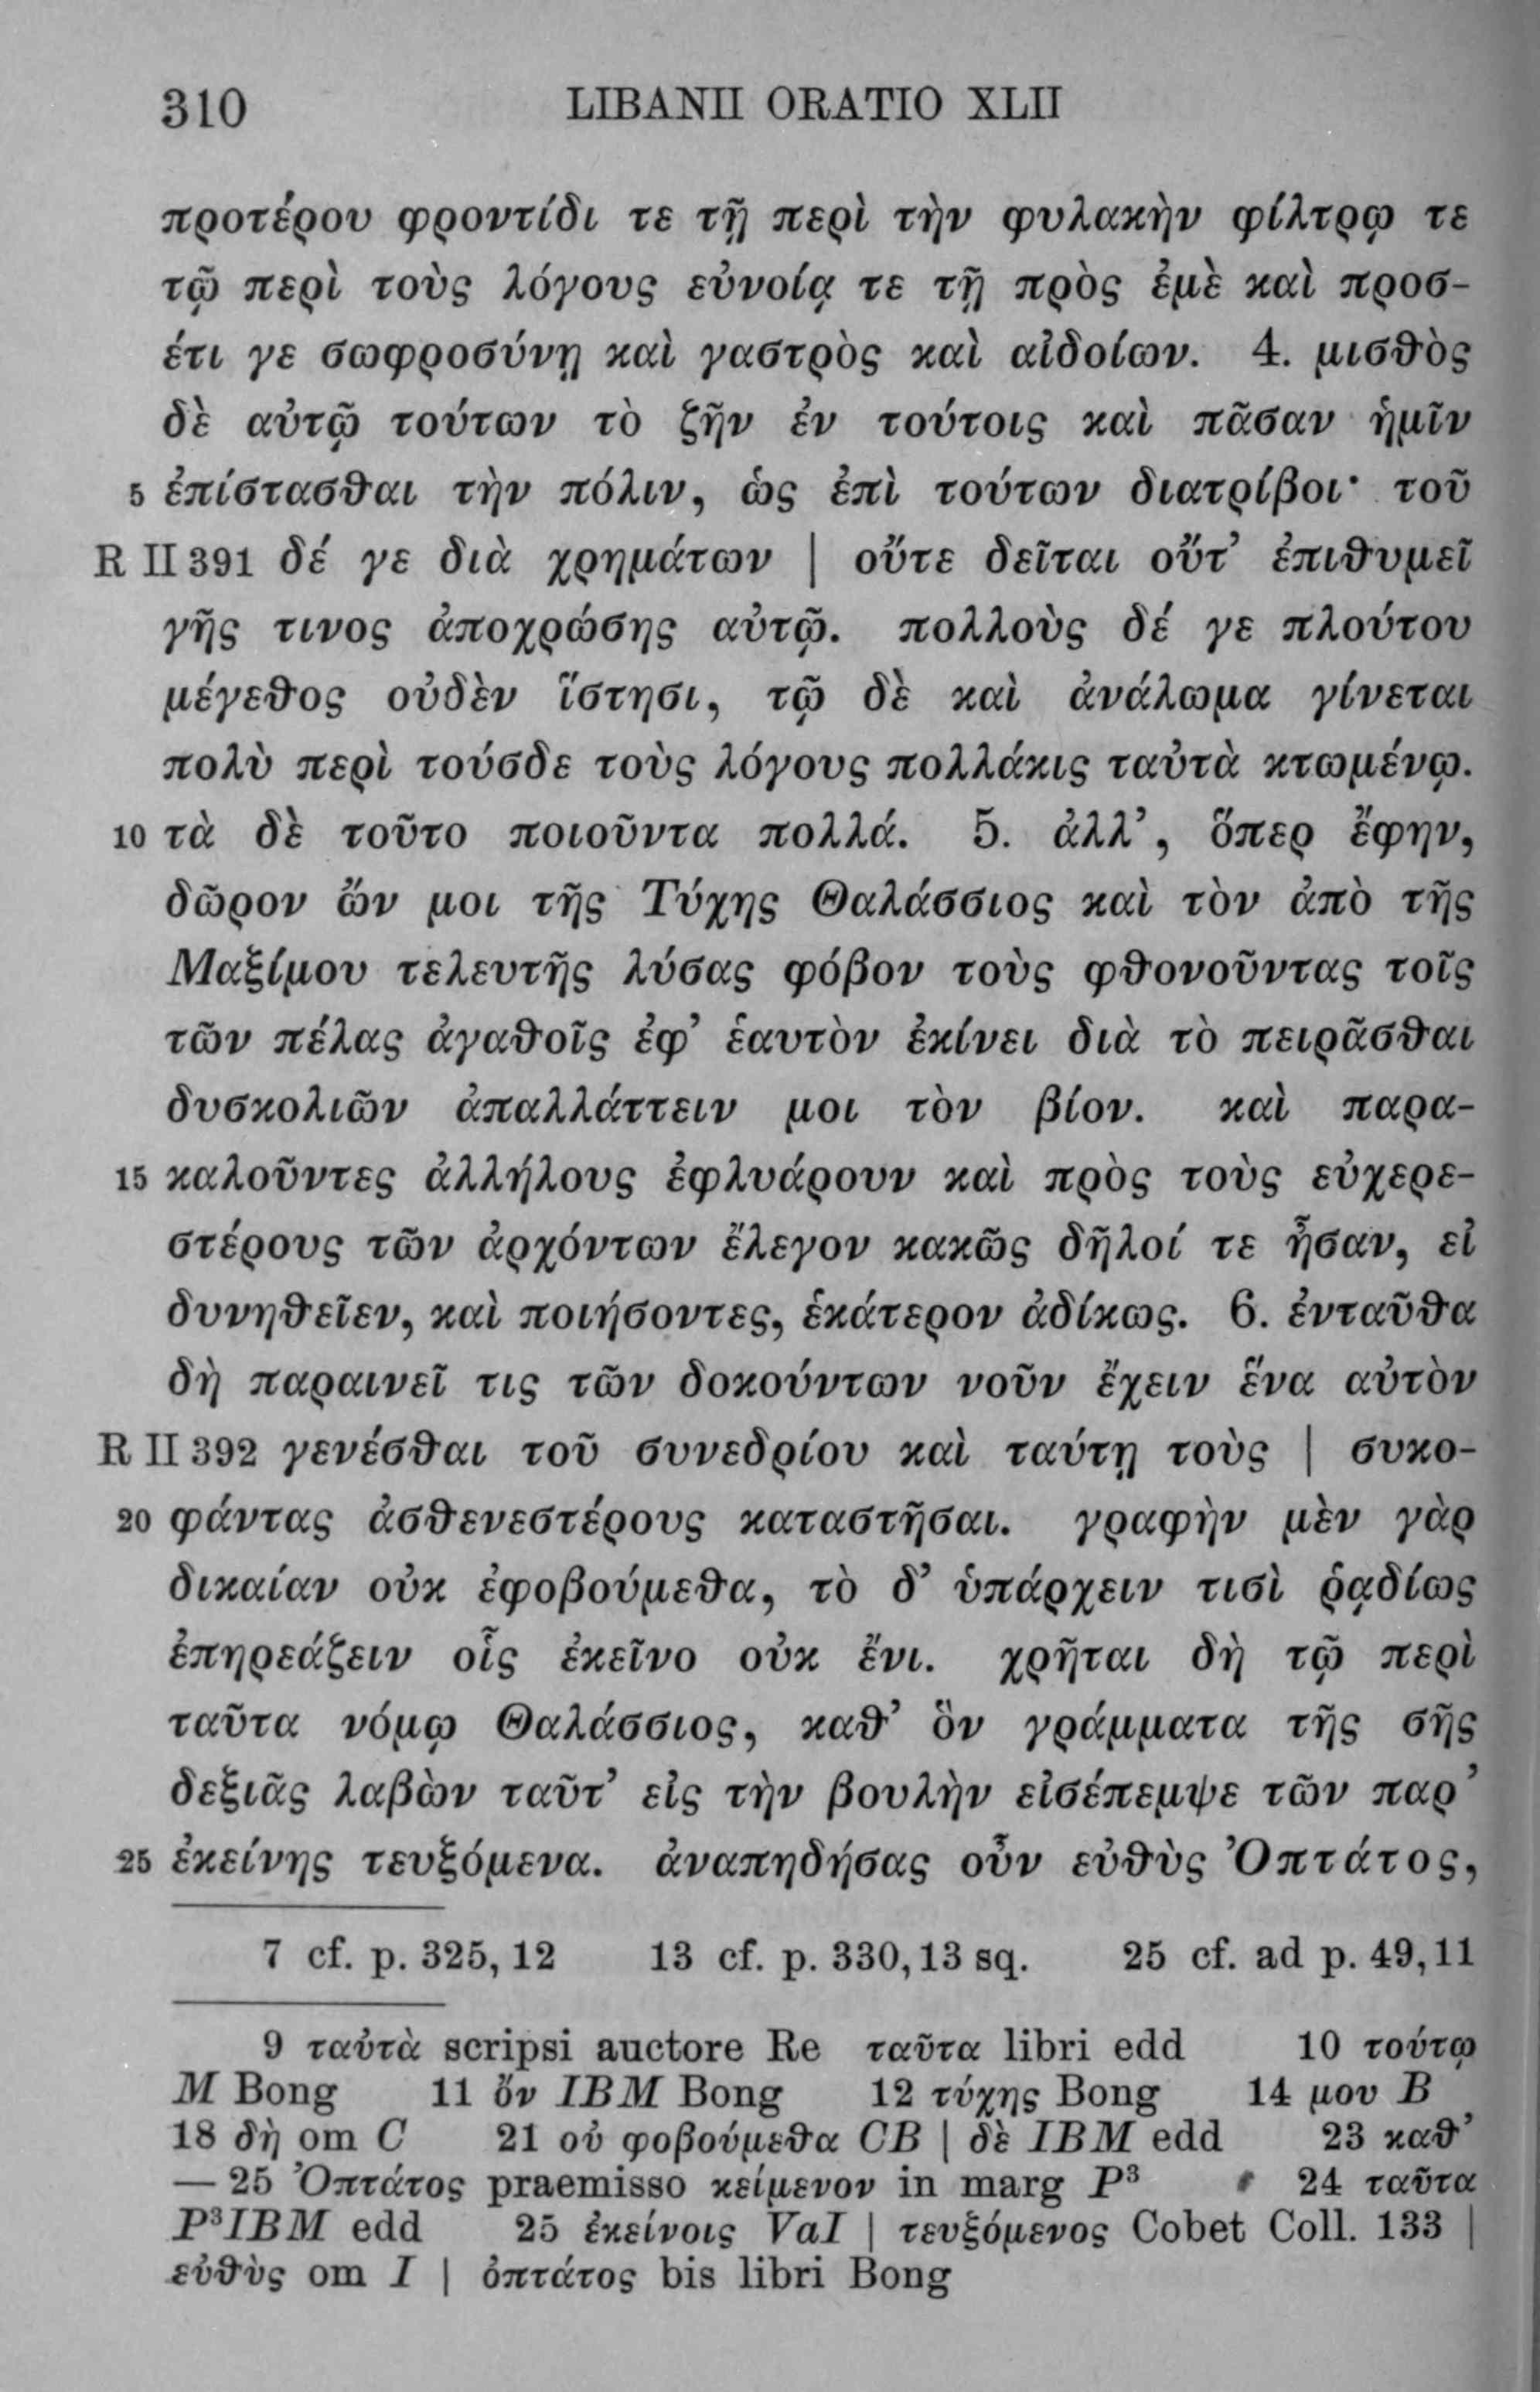 310 LIBANII ORATIO XLII
προτέρου φροντίδι τε τῇ περὶ τὴν φυλακὴν φίλτρῳ τε
τῷ περὶ τοὺς λόγους εὐνοίᾳ τε τῇ πρὸς ἐμὲ καὶ προσ-
έτι γε σωφροσύνῃ καὶ γαστρὸς καὶ αἰδοίων. 4. μισθὸς
δὲ αὐτῷ τούτων τὸ ζῆν ἐν τούτοις καὶ πᾶσαν ἡμῖν
5 ἐπίστασθαι τὴν πόλιν, ὡς ἐπὶ τούτων διατρίβοι· τοῦ
R II 391 δέ γε διὰ χρημάτων | οὔτε δεῖται οὔτ’ ἐπιθυμεῖ
γῆς τινος ἀποχρώσης αὐτῷ. πολλοὺς δέ γε πλούτου
μέγεθος οὐδὲν ἵστησι, τῷ δὲ καὶ ἀνάλωμα γίνεται
πολὺ περὶ τούσδε τοὺς λόγους πολλάκις ταὐτὰ κτωμένῳ.
10 τὰ δὲ τοῦτο ποιοῦντα πολλά. 5. ἀλλ’, ὅπερ ἔφην,
δῶρον ὤν μοι τῆς Τύχης Θαλάσσιος καὶ τὸν ἀπὸ τῆς
Μαξίμου τελευτῆς λύσας φόβον τοὺς φθονοῦντας τοῖς
τῶν πέλας ἀγαθοῖς ἐφ’ ἑαυτὸν ἐκίνει διὰ τὸ πειρᾶσθαι
δυσκολιῶν ἀπαλλάττειν μοι τὸν βίον. καὶ παρα-
15 καλοῦντες ἀλλήλους ἐφλυάρουν καὶ πρὸς τοὺς εὐχερε-
στέρους τῶν ἀρχόντων ἔλεγον κακῶς δῆλοί τε ἦσαν, εἰ
δυνηθεῖεν, καὶ ποιήσοντες, ἑκάτερον ἀδίκως. 6. ἐνταῦθα
δὴ παραινεῖ τις τῶν δοκούντων νοῦν ἔχειν ἕνα αὐτὸν
R II 392 γενέσθαι τοῦ συνεδρίου καὶ ταύτῃ τοὺς | συκο-
20 φάντας ἀσθενεστέρους καταστῆσαι. γραφὴν μὲν γὰρ
δικαίαν οὐκ ἐφοβούμεθα, τὸ δ’ ὑπάρχειν τισὶ ῥᾳδίως
ἐπηρεάζειν οἷς ἐκεῖνο οὐκ ἔνι. χρῆται δὴ τῷ περὶ
ταῦτα νόμῳ Θαλάσσιος, καθ’ ὃν γράμματα τῆς σῆς
δεξιᾶς λαβὼν ταῦτ’ εἰς τὴν βουλὴν εἰσέπεμψε τῶν παρ’
25 ἐκείνης τευξόμενα. ἀναπηδήσας οὖν εὐθὺς Ὀπτάτος,
7 cf. p. 325, 12 13 cf. p. 330, 13 sq. 25 cf. ad p. 49, 11
9 ταὐτὰ scripsi auctore Re ταῦτα libri edd 10 τούτῳ
M Bong 11 ὅν IBM Bong 12 τύχης Bong 14 μου B
18 δὴ om C 21 οὐ φοβούμεθα CB | δὲ IBM edd 23 καθ’
— 25 Ὀπτάτος praemisso κείμενον in marg P³ 24 ταῦτα
P³IBM edd 25 ἐκείνοις VaI | τευξόμενος Cobet Coll. 133 |
εὐθὺς om I | ὀπτάτος bis libri Bong